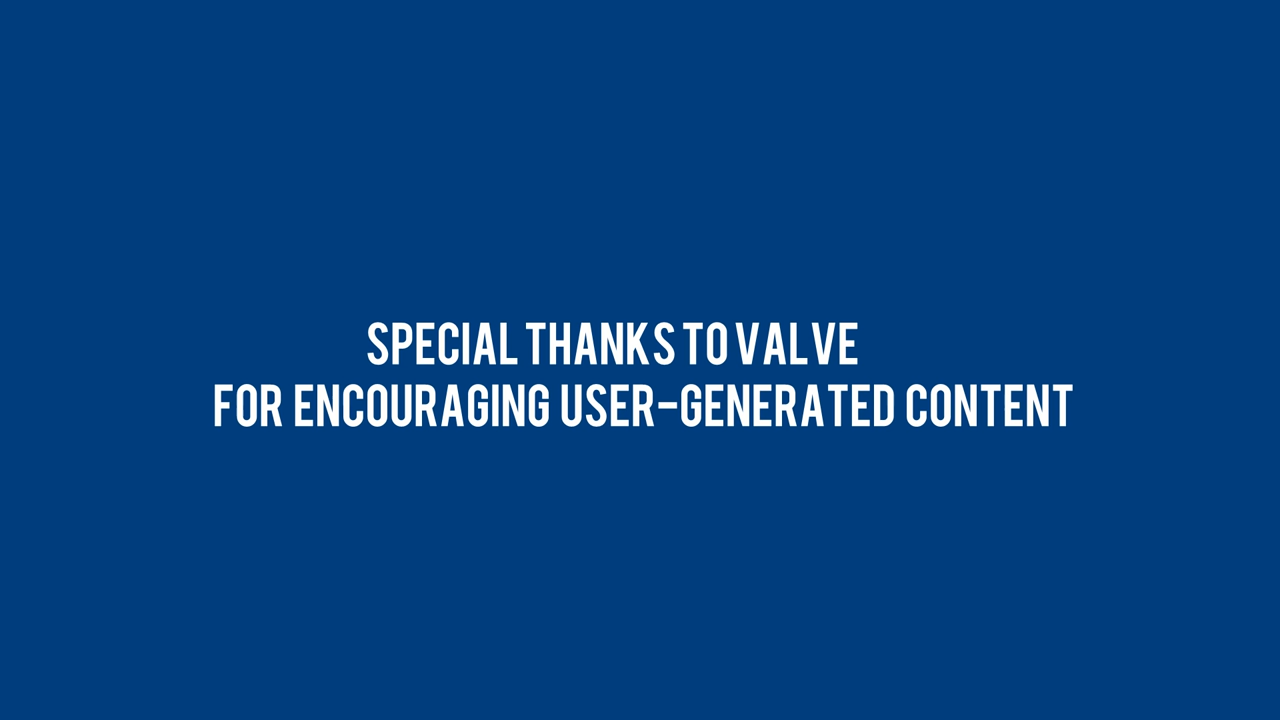 SPECIAL THANKS TO VALVE
FOR ENCOURAGING USER-GENERATED CONTENT